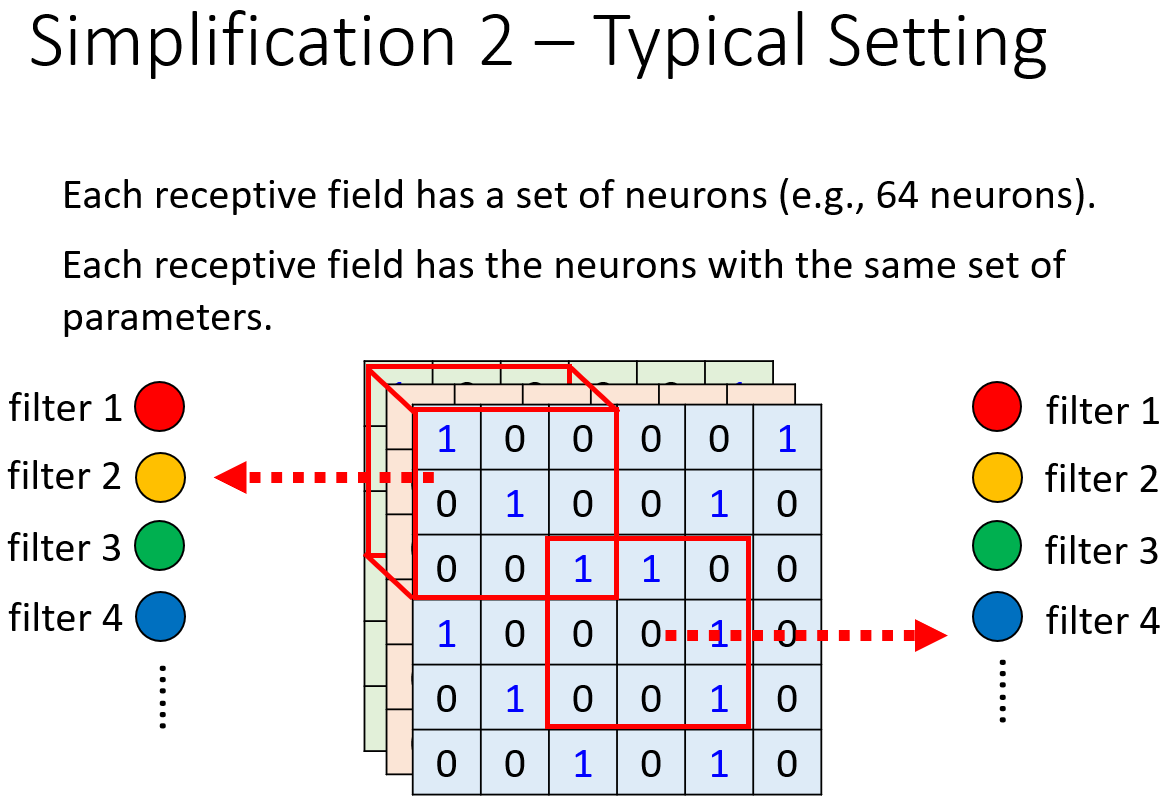 Simplification 2 – Typical Setting
Each receptive field has a set of neurons (e.g., 64 neurons).
Each receptive field has the neurons with the same set of
parameters.
filter 1
filter 2
filter 3
filter 4
1 0 0 0 0 1
0 1 0 0 1 0
0 0 1 1 0 0
1 0 0 0 1 0
0 1 0 0 1 0
0 0 1 0 1 0
filter 1
filter 2
filter 3
filter 4